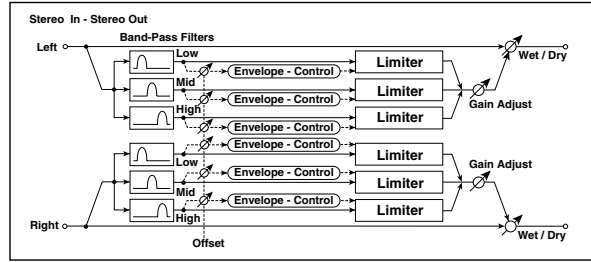 Stereo In - Stereo Out
Band-Pass Filters
Left
Low
Wet / Dry
Envelope - Control
Limiter
Mid
Envelope - Control
Limiter
Gain Adjust
High
Envelope - Control
Limiter
Envelope - Control
Limiter
Low
Gain Adjust
Envelope - Control
Limiter
Mid
Envelope - Control
Limiter
High
Right
Wet / Dry
Offset